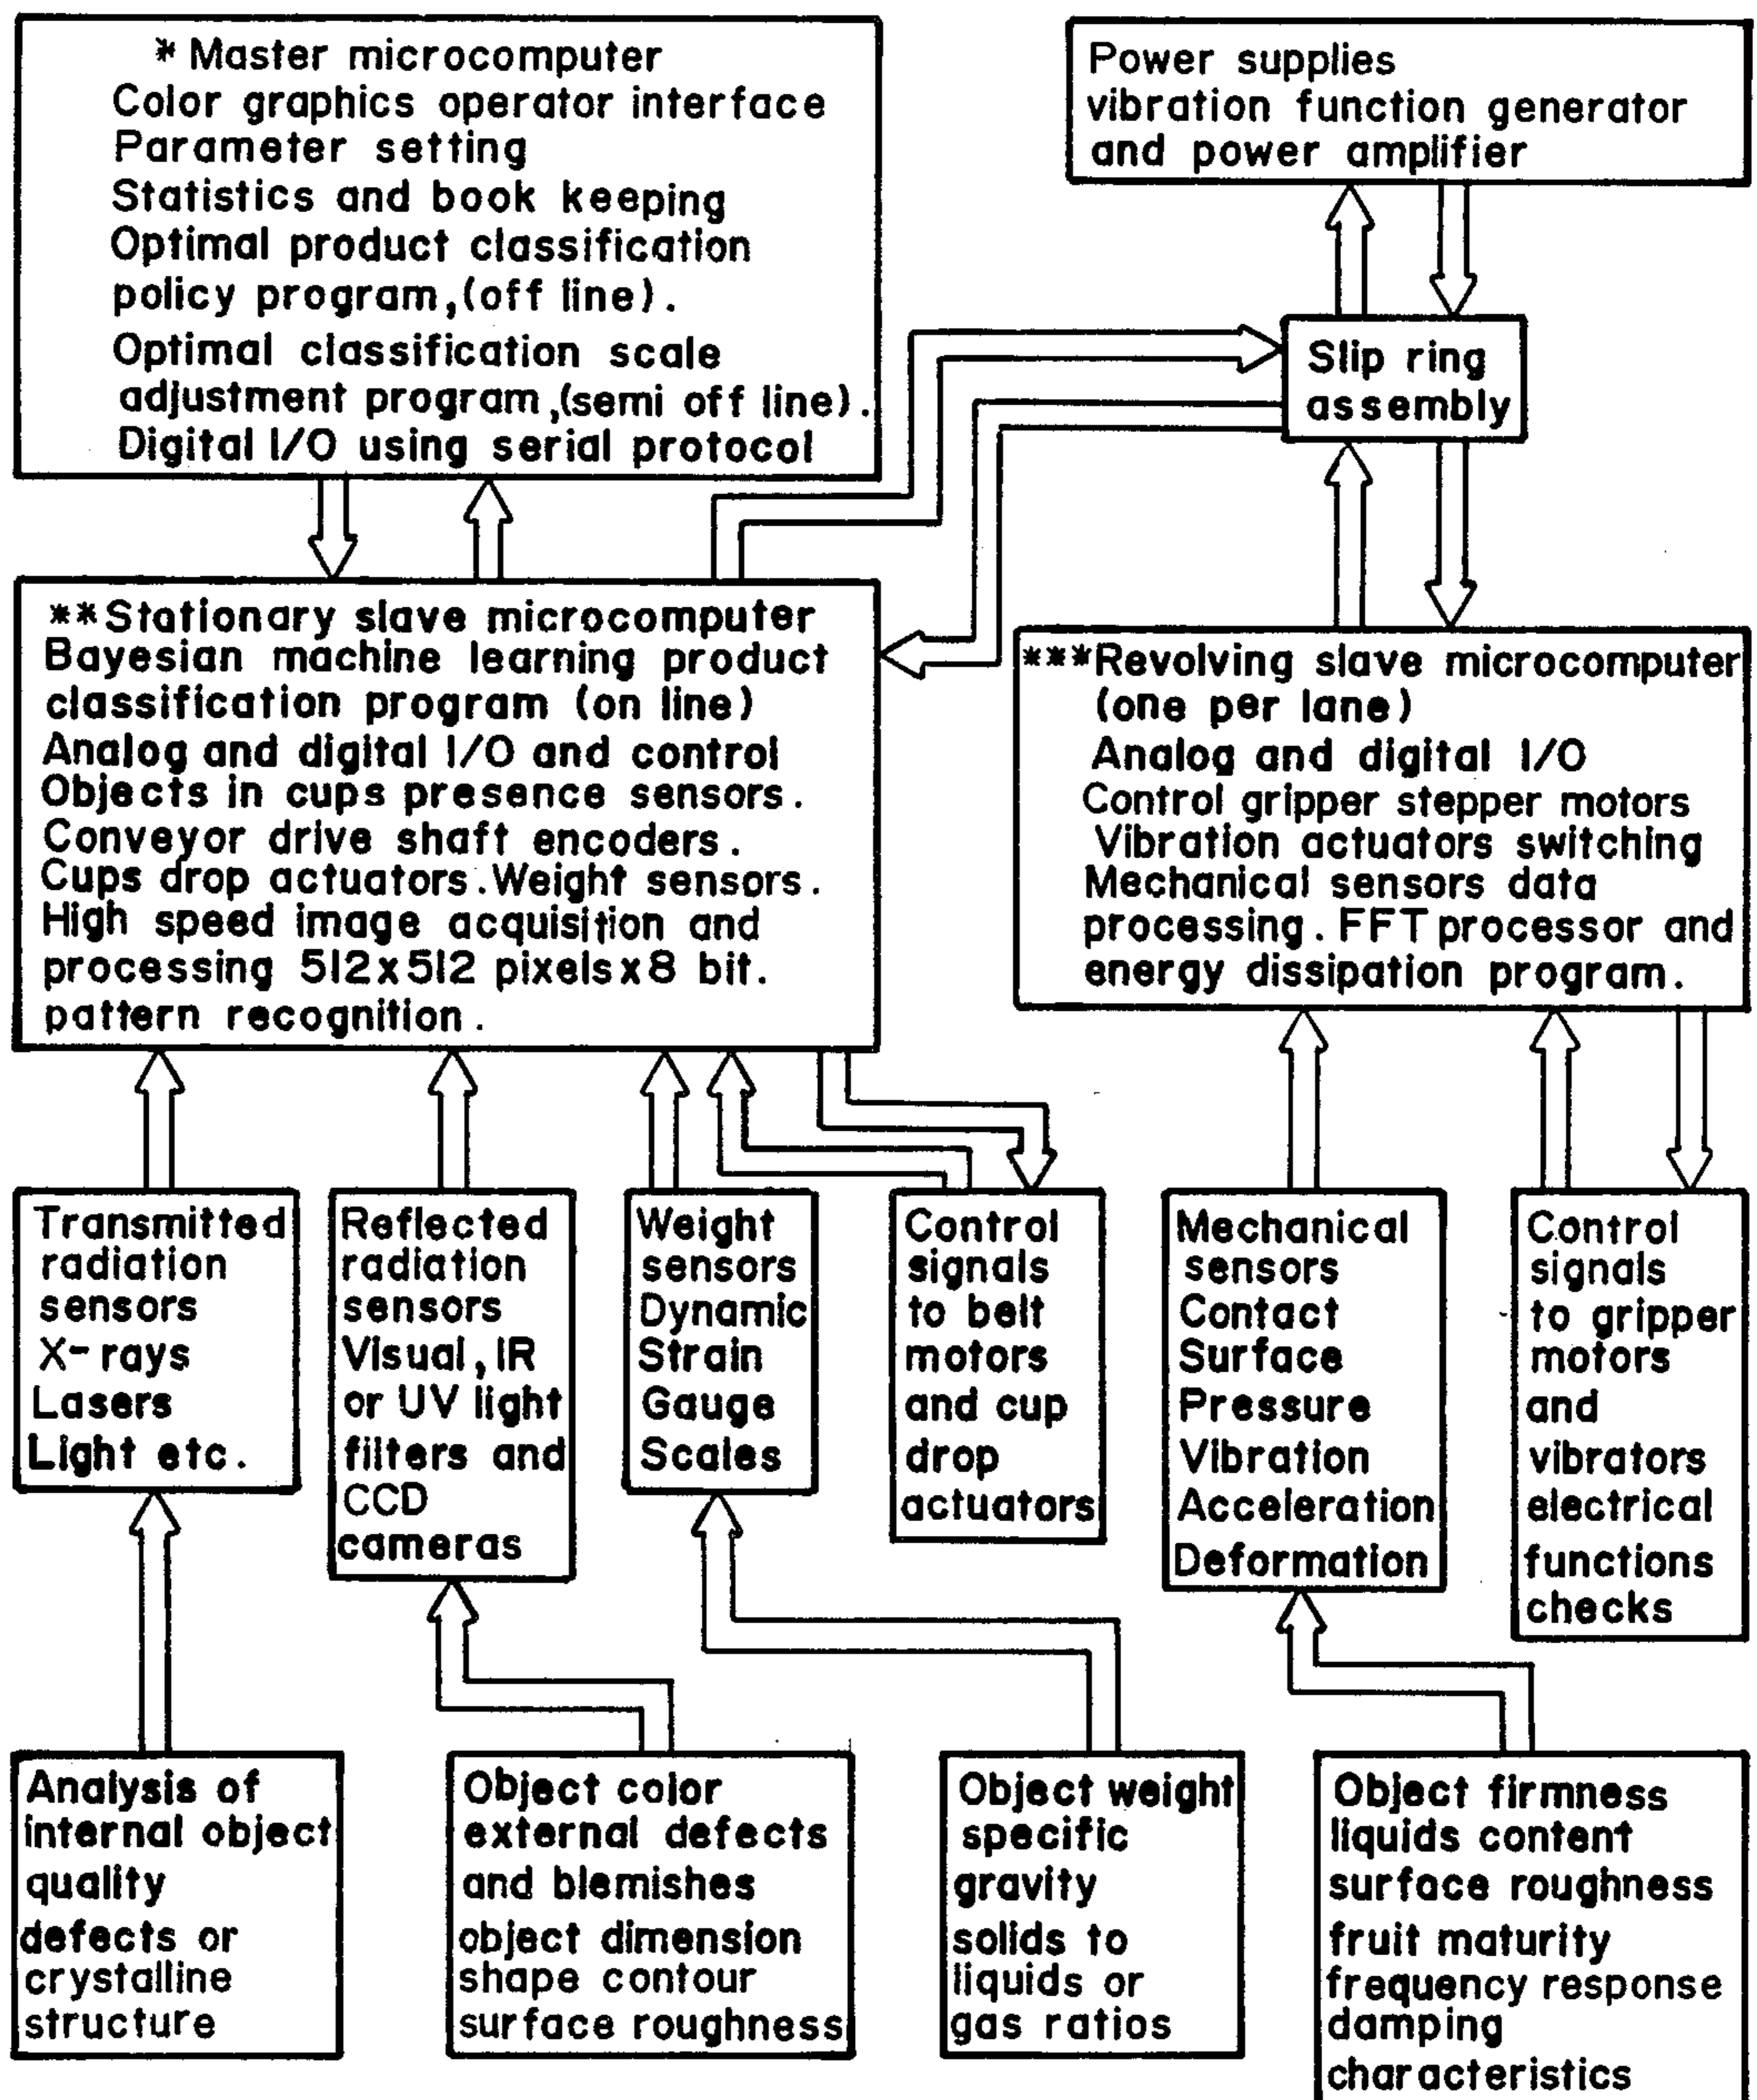 * Master microcomputer
Color graphics operator interface
Parameter setting
Statistics and book keeping
Optimal product classification
policy program,(off line).
Optimal classification scale
adjustment program,(semi off line).
Digital I/O using serial protocol
Power supplies
vibration function generator
and power amplifier
Slip ring
assembly
**Stationary slave microcomputer
Bayesian machine learning product
classification program (on line)
Analog and digital I/O and control
Objects in cups presence sensors.
Conveyor drive shaft encoders.
Cups drop actuators.Weight sensors.
High speed image acquisition and
processing 512x512 pixelsx8 bit.
pattern recognition.
***Revolving slave microcomputer
(one per lane)
Analog and digital I/O
Control gripper stepper motors
Vibration actuators switching
Mechanical sensors data
processing. FFT processor and
energy dissipation program.
Transmitted
radiation
sensors
X-rays
Lasers
Light etc.
Reflected
radiation
sensors
Visual, IR
or UV light
filters and
CCD
cameras
Weight
sensors
Dynamic
Strain
Gauge
Scales
Control
signals
to belt
motors
and cup
drop
actuators
Mechanical
sensors
Contact
Surface
Pressure
Vibration
Acceleration
Deformation
Control
signals
to gripper
motors
and
vibrators
electrical
functions
checks
Analysis of
internal object
quality
defects or
crystalline
structure
Object color
external defects
and blemishes
object dimension
shape contour
surface roughness
Object weight
specific
gravity
solids to
liquids or
gas ratios
Object firmness
liquids content
surface roughness
fruit maturity
frequency response
damping
characteristics